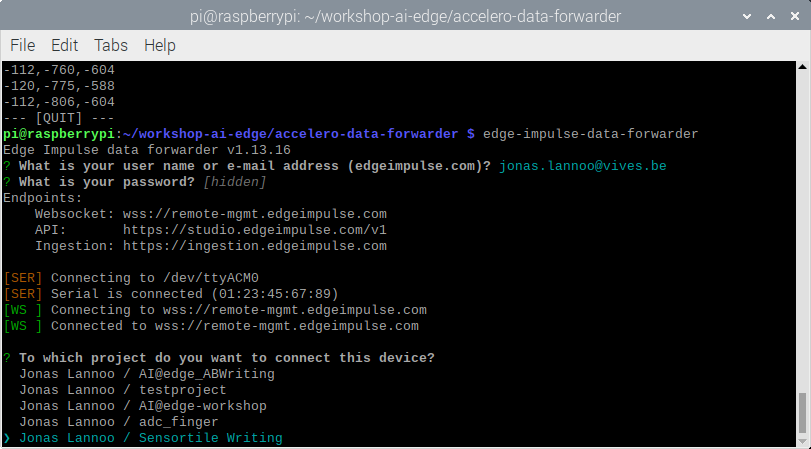 pi@raspberrypi: ~/workshop-ai-edge/accelero-data-forwarder
File Edit Tabs Help
-112,-760,-604
-120,-775,-588
-112,-806,-604
--- [QUIT] ---
pi@raspberrypi:~/workshop-ai-edge/accelero-data-forwarder $ edge-impulse-data-forwarder
Edge Impulse data forwarder v1.13.16
? What is your user name or e-mail address (edgeimpulse.com)? jonas.lannoo@vives.be
? What is your password? [hidden]
Endpoints:
    Websocket: wss://remote-mgmt.edgeimpulse.com
    API:       https://studio.edgeimpulse.com/v1
    Ingestion: https://ingestion.edgeimpulse.com
[SER] Connecting to /dev/ttyACM0
[SER] Serial is connected (01:23:45:67:89)
[WS ] Connecting to wss://remote-mgmt.edgeimpulse.com
[WS ] Connected to wss://remote-mgmt.edgeimpulse.com
? To which project do you want to connect this device?
  Jonas Lannoo / AI@edge_ABWriting
  Jonas Lannoo / testproject
  Jonas Lannoo / AI@edge-workshop
  Jonas Lannoo / adc_finger
❯ Jonas Lannoo / Sensortile Writing